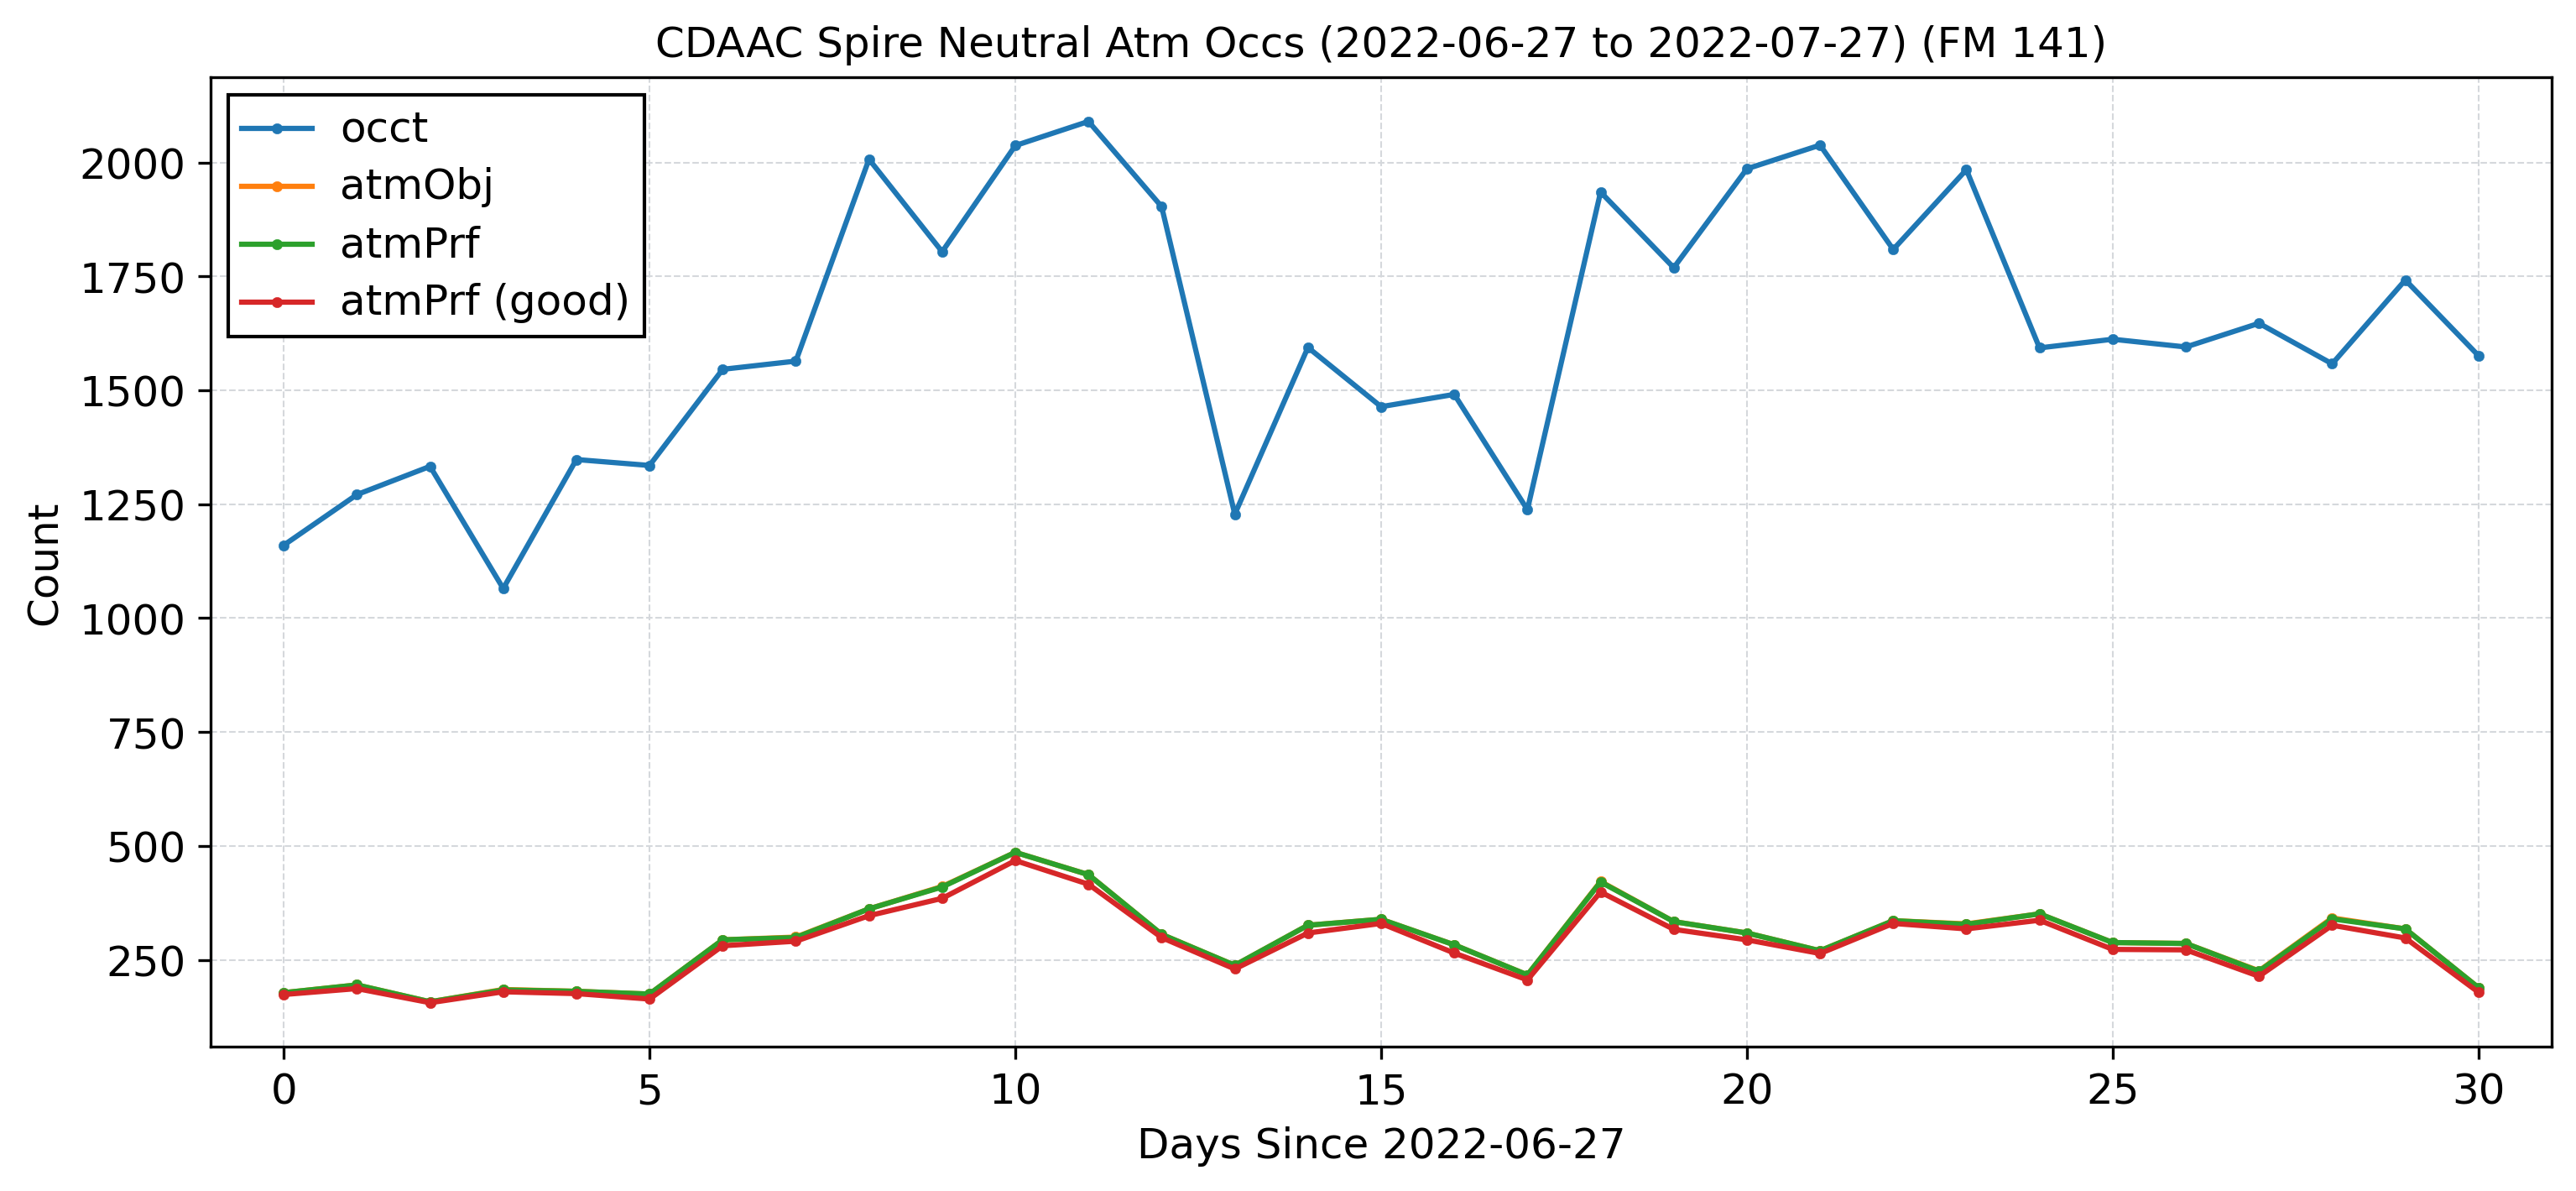 CDAAC Spire Neutral Atm Occs (2022-06-27 to 2022-07-27) (FM 141)
occt
atmObj
atmPrf
atmPrf (good)
2000
1750
1500
1250
1000
750
500
250
Count
0 5 10 15 20 25 30
Days Since 2022-06-27